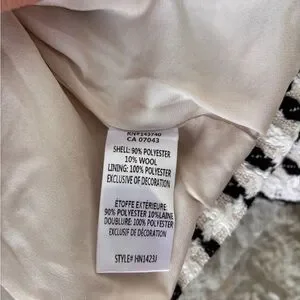 RN#143740
CA 07043
SHELL: 90% POLYESTER
10% WOOL
LINING: 100% POLYESTER
EXCLUSIVE OF DECORATION
ÉTOFFE EXTÉRIEURE:
90% POLYESTER 10%LAINE
DOUBLURE: 100% POLYESTER
EXCLUSIF DE DÉCORATION
STYLE# HN1423J